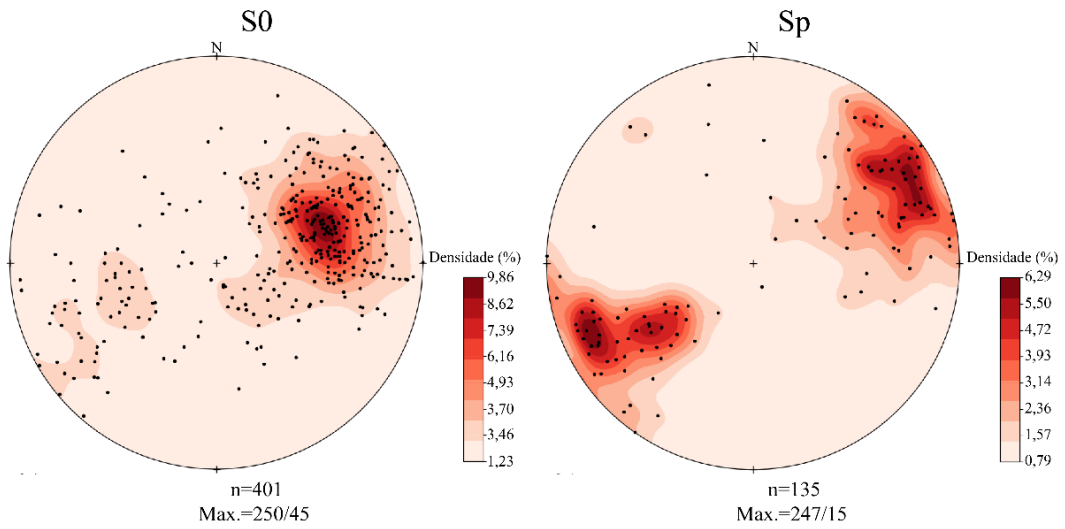 S0
N
Densidade (%)
9,86
8,62
7,39
6,16
4,93
3,70
3,46
1,23
n=401
Max.=250/45
Sp
N
Densidade (%)
6,29
5,50
4,72
3,93
3,14
2,36
1,57
0,79
n=135
Max.=247/15